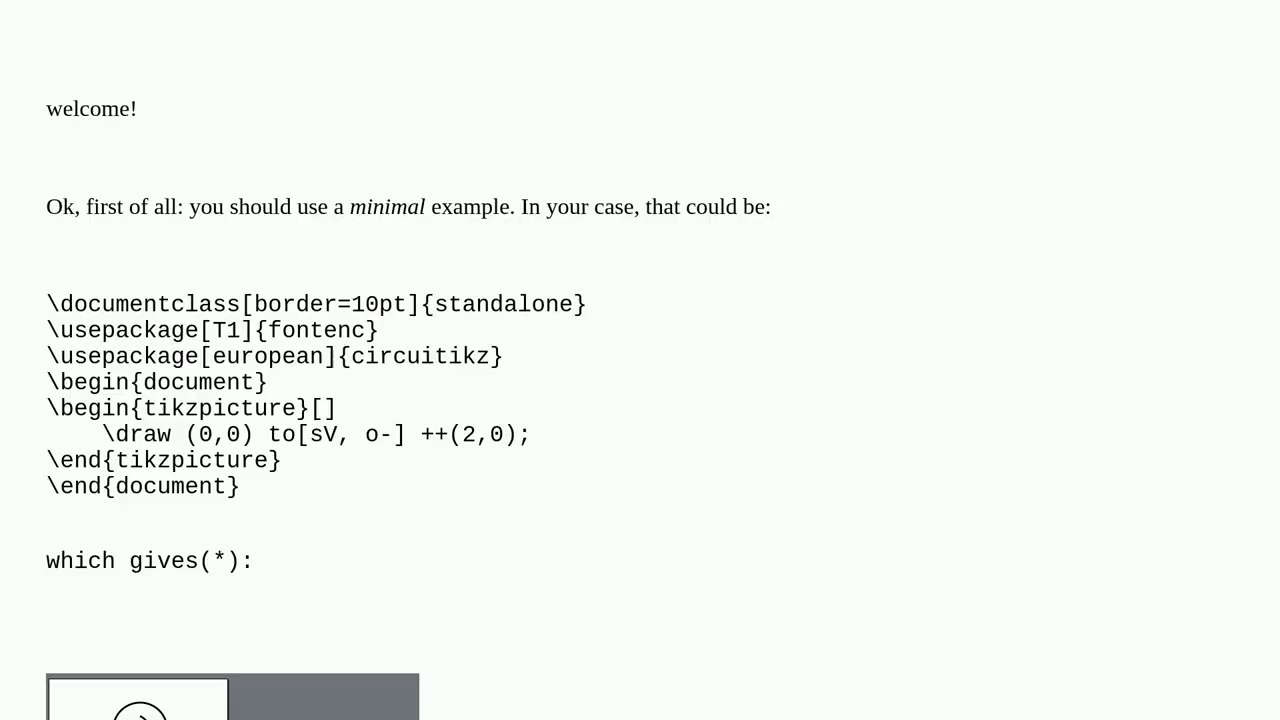 welcome!
Ok, first of all: you should use a minimal example. In your case, that could be:
\documentclass[border=10pt]{standalone}
\usepackage[T1]{fontenc}
\usepackage[european]{circuitikz}
\begin{document}
\begin{tikzpicture}[]
    \draw (0,0) to[sV, o-] ++(2,0);
\end{tikzpicture}
\end{document}
which gives(*):